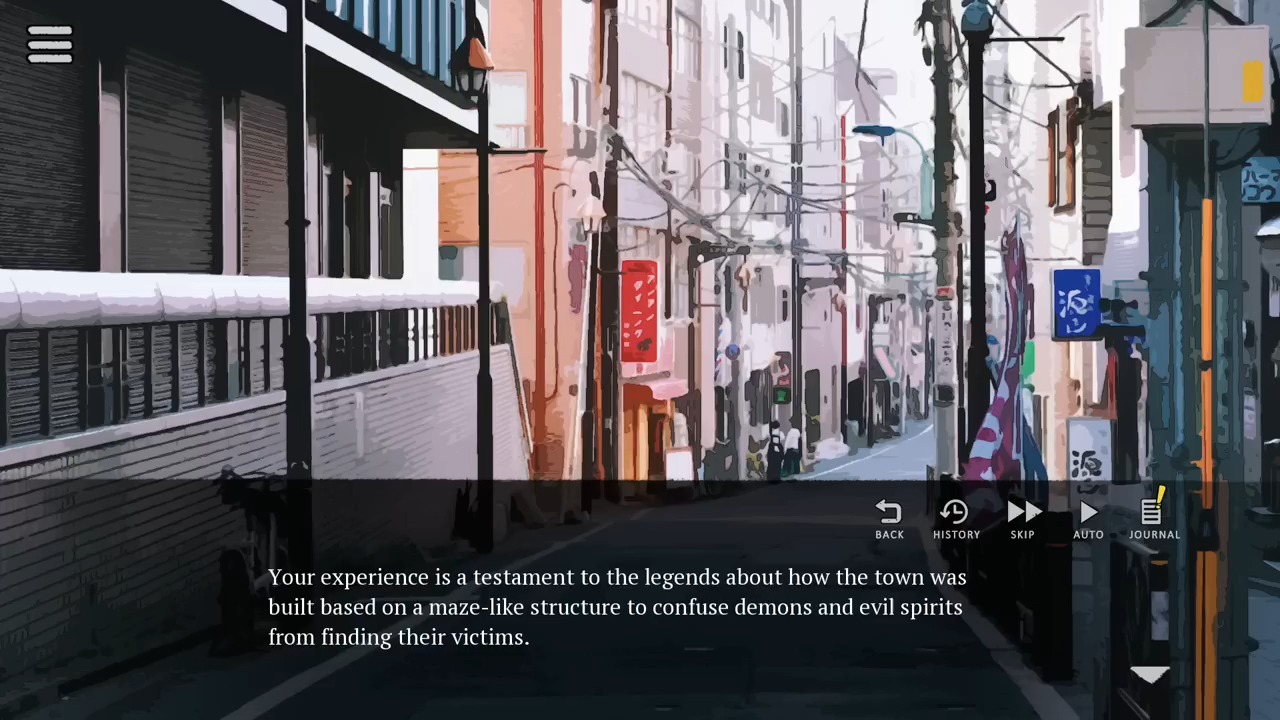 BACK
HISTORY
SKIP
AUTO
JOURNAL
Your experience is a testament to the legends about how the town was
built based on a maze-like structure to confuse demons and evil spirits
from finding their victims.